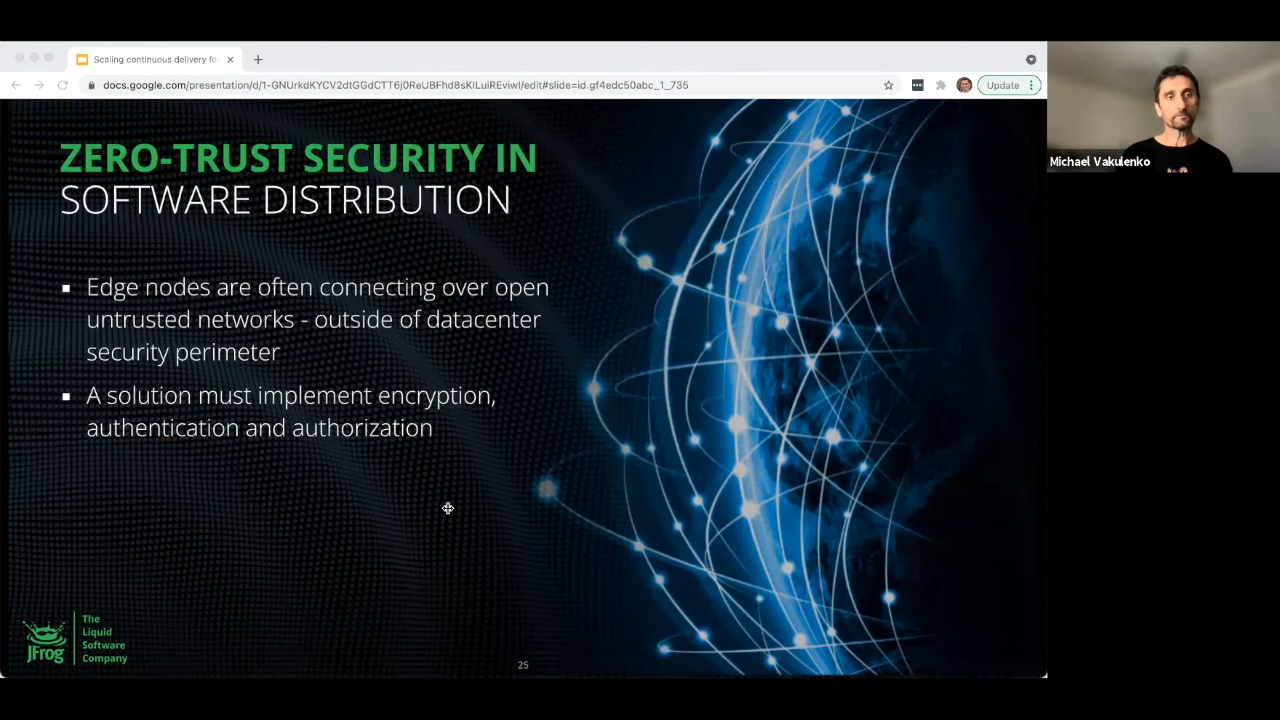 Scaling continuous delivery for
docs.google.com/presentation/d/1-GNUrkdKYCV2dtGGdCTT6j0ReUBFhd8sKILuiREviwI/edit#slide=id.gf4edc50abc_1_735
Update
Michael Vakulenko
ZERO-TRUST SECURITY IN
SOFTWARE DISTRIBUTION
▪ Edge nodes are often connecting over open
untrusted networks - outside of datacenter
security perimeter
▪ A solution must implement encryption,
authentication and authorization
JFrog
The
Liquid
Software
Company
25